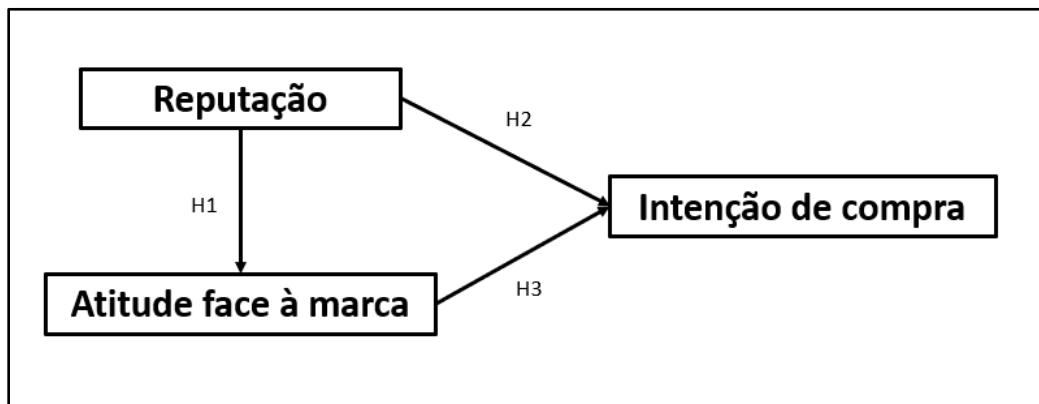 Reputação
H2
H1
Intenção de compra
Atitude face à marca
H3